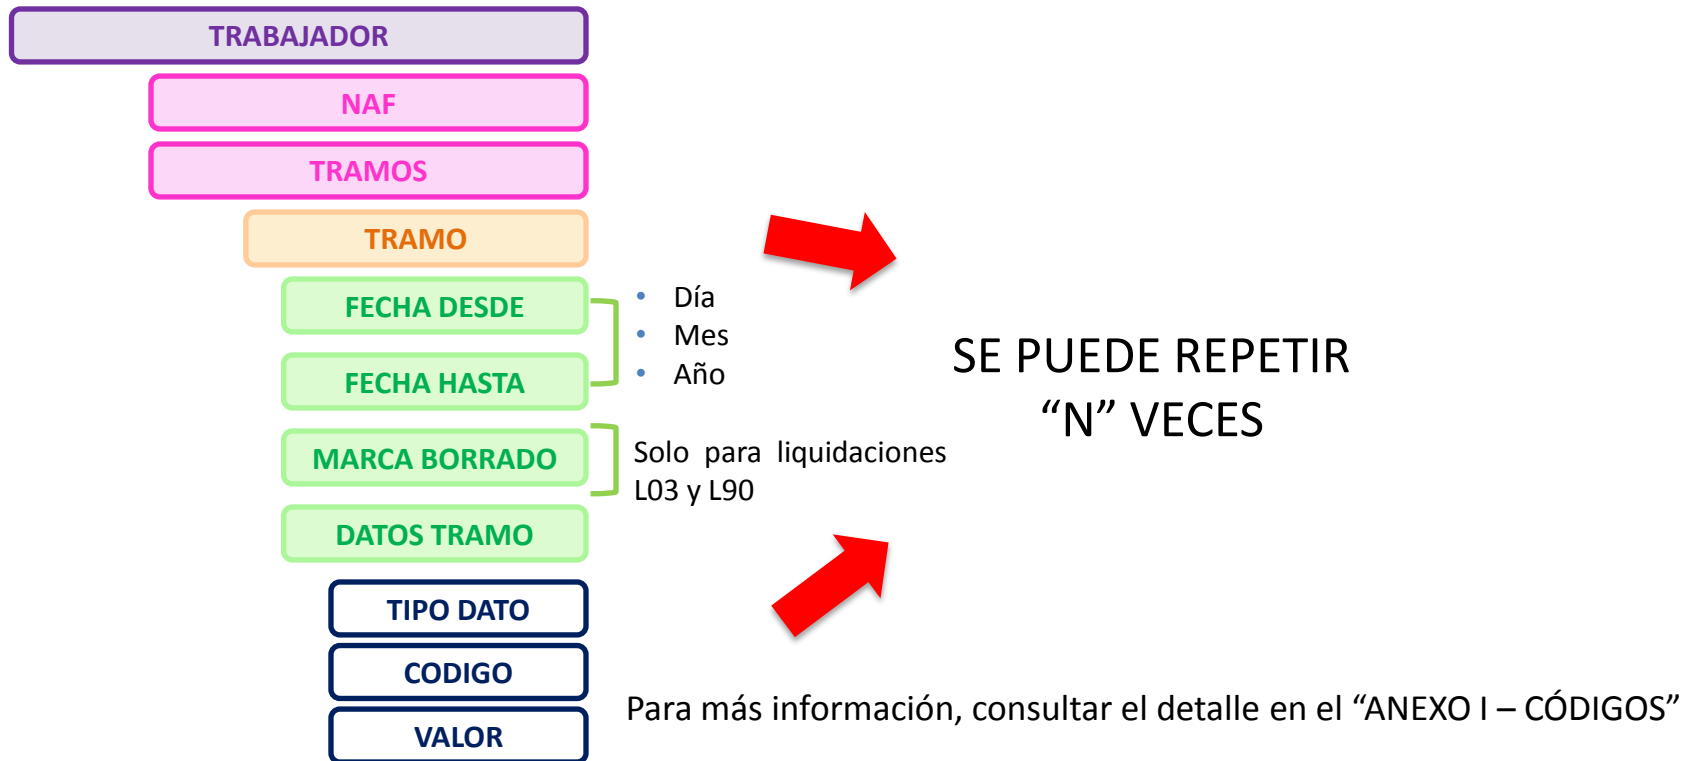 TRABAJADOR
NAF
TRAMOS
TRAMO
FECHA DESDE
FECHA HASTA
• Día
• Mes
• Año
SE PUEDE REPETIR
“N” VECES
MARCA BORRADO
Solo para liquidaciones
L03 y L90
DATOS TRAMO
TIPO DATO
CODIGO
VALOR
Para más información, consultar el detalle en el “ANEXO I – CÓDIGOS”